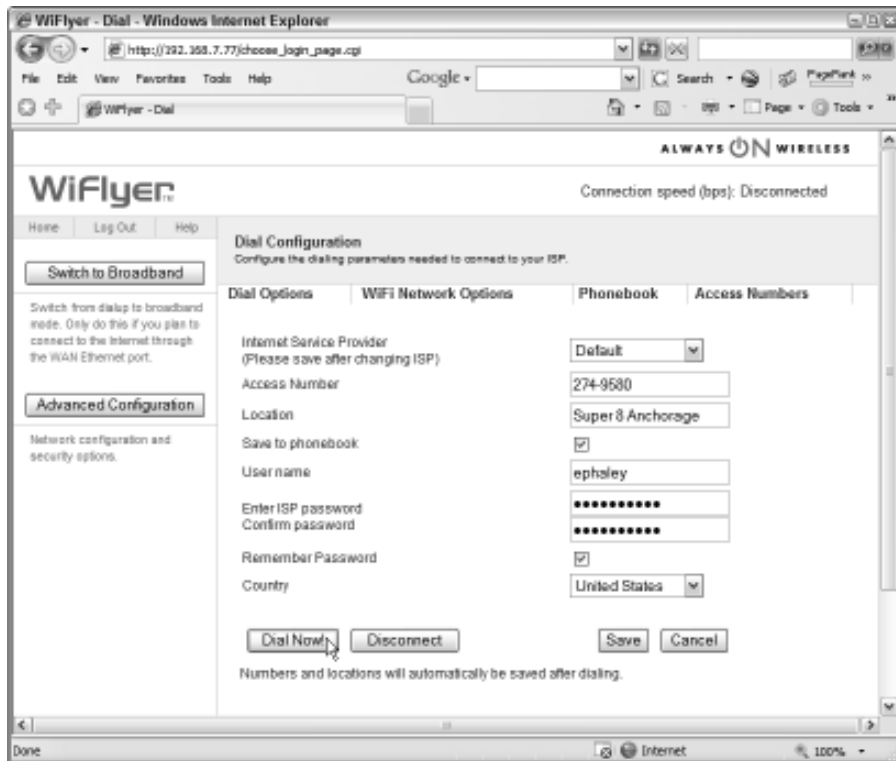 WiFlyer - Dial - Windows Internet Explorer
http://192.168.7.77/choose_login_page.cgi
File Edit View Favorites Tools Help Google Search PageRank
WiFlyer - Dial Page Tools
ALWAYS ON WIRELESS
WiFlyer Connection speed (bps): Disconnected
Home Log Out Help
Dial Configuration
Configure the dialing parameters needed to connect to your ISP.
Switch to Broadband
Switch from dialup to broadband
mode. Only do this if you plan to
connect to the Internet through
the WAN Ethernet port.
Advanced Configuration
Network configuration and
security options.
Dial Options WiFi Network Options Phonebook Access Numbers
Internet Service Provider
(Please save after changing ISP) Default
Access Number 274-9580
Location Super 8 Anchorage
Save to phonebook
User name ephaley
Enter ISP password ••••••••••
Confirm password ••••••••••
Remember Password
Country United States
Dial Now! Disconnect Save Cancel
Numbers and locations will automatically be saved after dialing.
Done Internet 100%